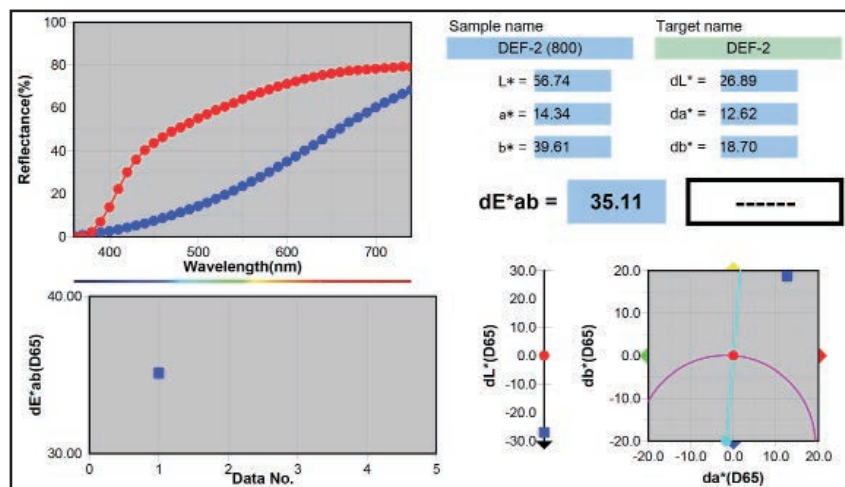 100
80
60
40
20
0
Reflectance(%)
400 500 600 700
Wavelength(nm)
Sample name
DEF-2 (800)
Target name
DEF-2
L* = 56.74
dL* = 26.89
a* = 14.34
da* = 12.62
b* = 39.61
db* = 18.70
dE*ab = 35.11
------
40.00
30.00
dE*ab(D65)
0 1 2 3 4 5
Data No.
30.0
20.0
10.0
0.0
-10.0
-20.0
-30.0
dL*(D65)
20.0
10.0
0.0
-10.0
-20.0
db*(D65)
-20.0 -10.0 0.0 10.0 20.0
da*(D65)